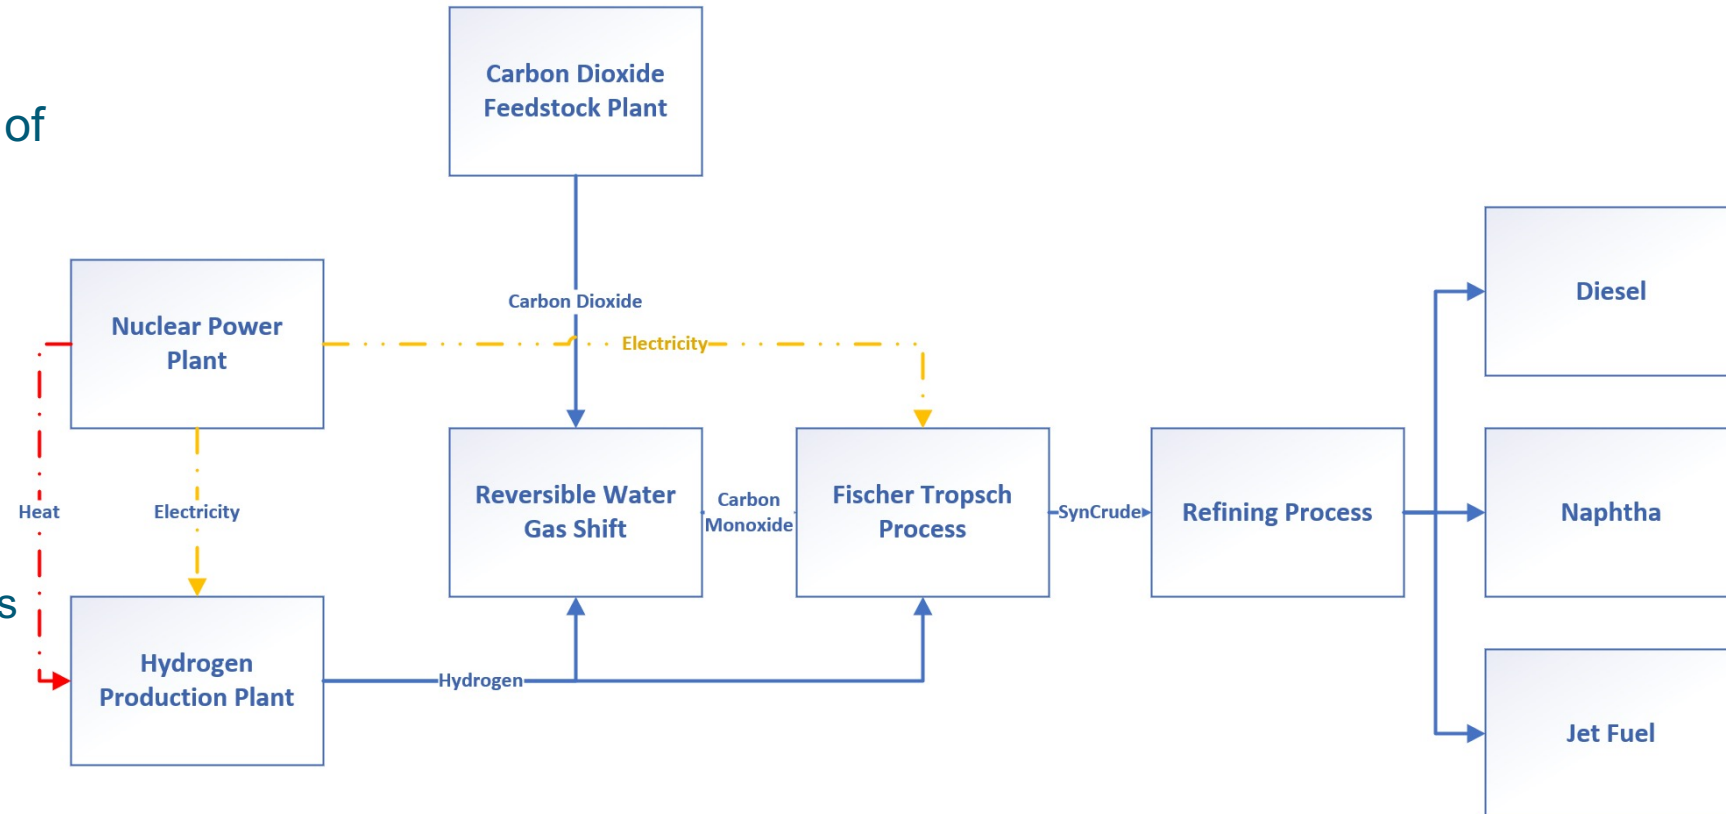 Carbon Dioxide
Feedstock Plant
of
Diesel
Carbon Dioxide
Nuclear Power
Plant
Electricity
Reversible Water
Gas Shift
Carbon
Monoxide
Fischer Tropsch
Process
SynCrude
Refining Process
Naphtha
Heat
Electricity
s
Hydrogen
Production Plant
Hydrogen
Jet Fuel